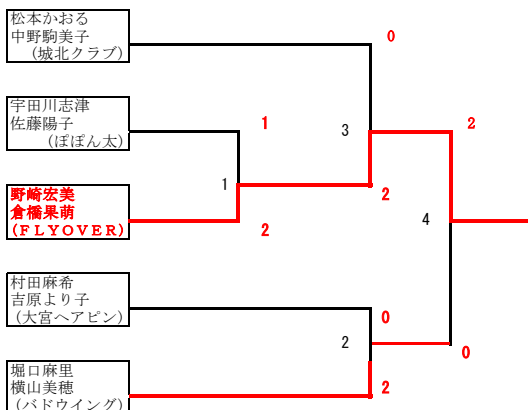 松本かおる
中野駒美子
(城北クラブ)
0
宇田川志津
佐藤陽子
(ぽぽん太)
1
3
2
1
野崎宏美
倉橋果萌
(FLYOVER)
2
2
4
村田麻希
吉原より子
(大宮ヘアピン)
0
2
0
堀口麻里
横山美穂
(バドウイング)
2